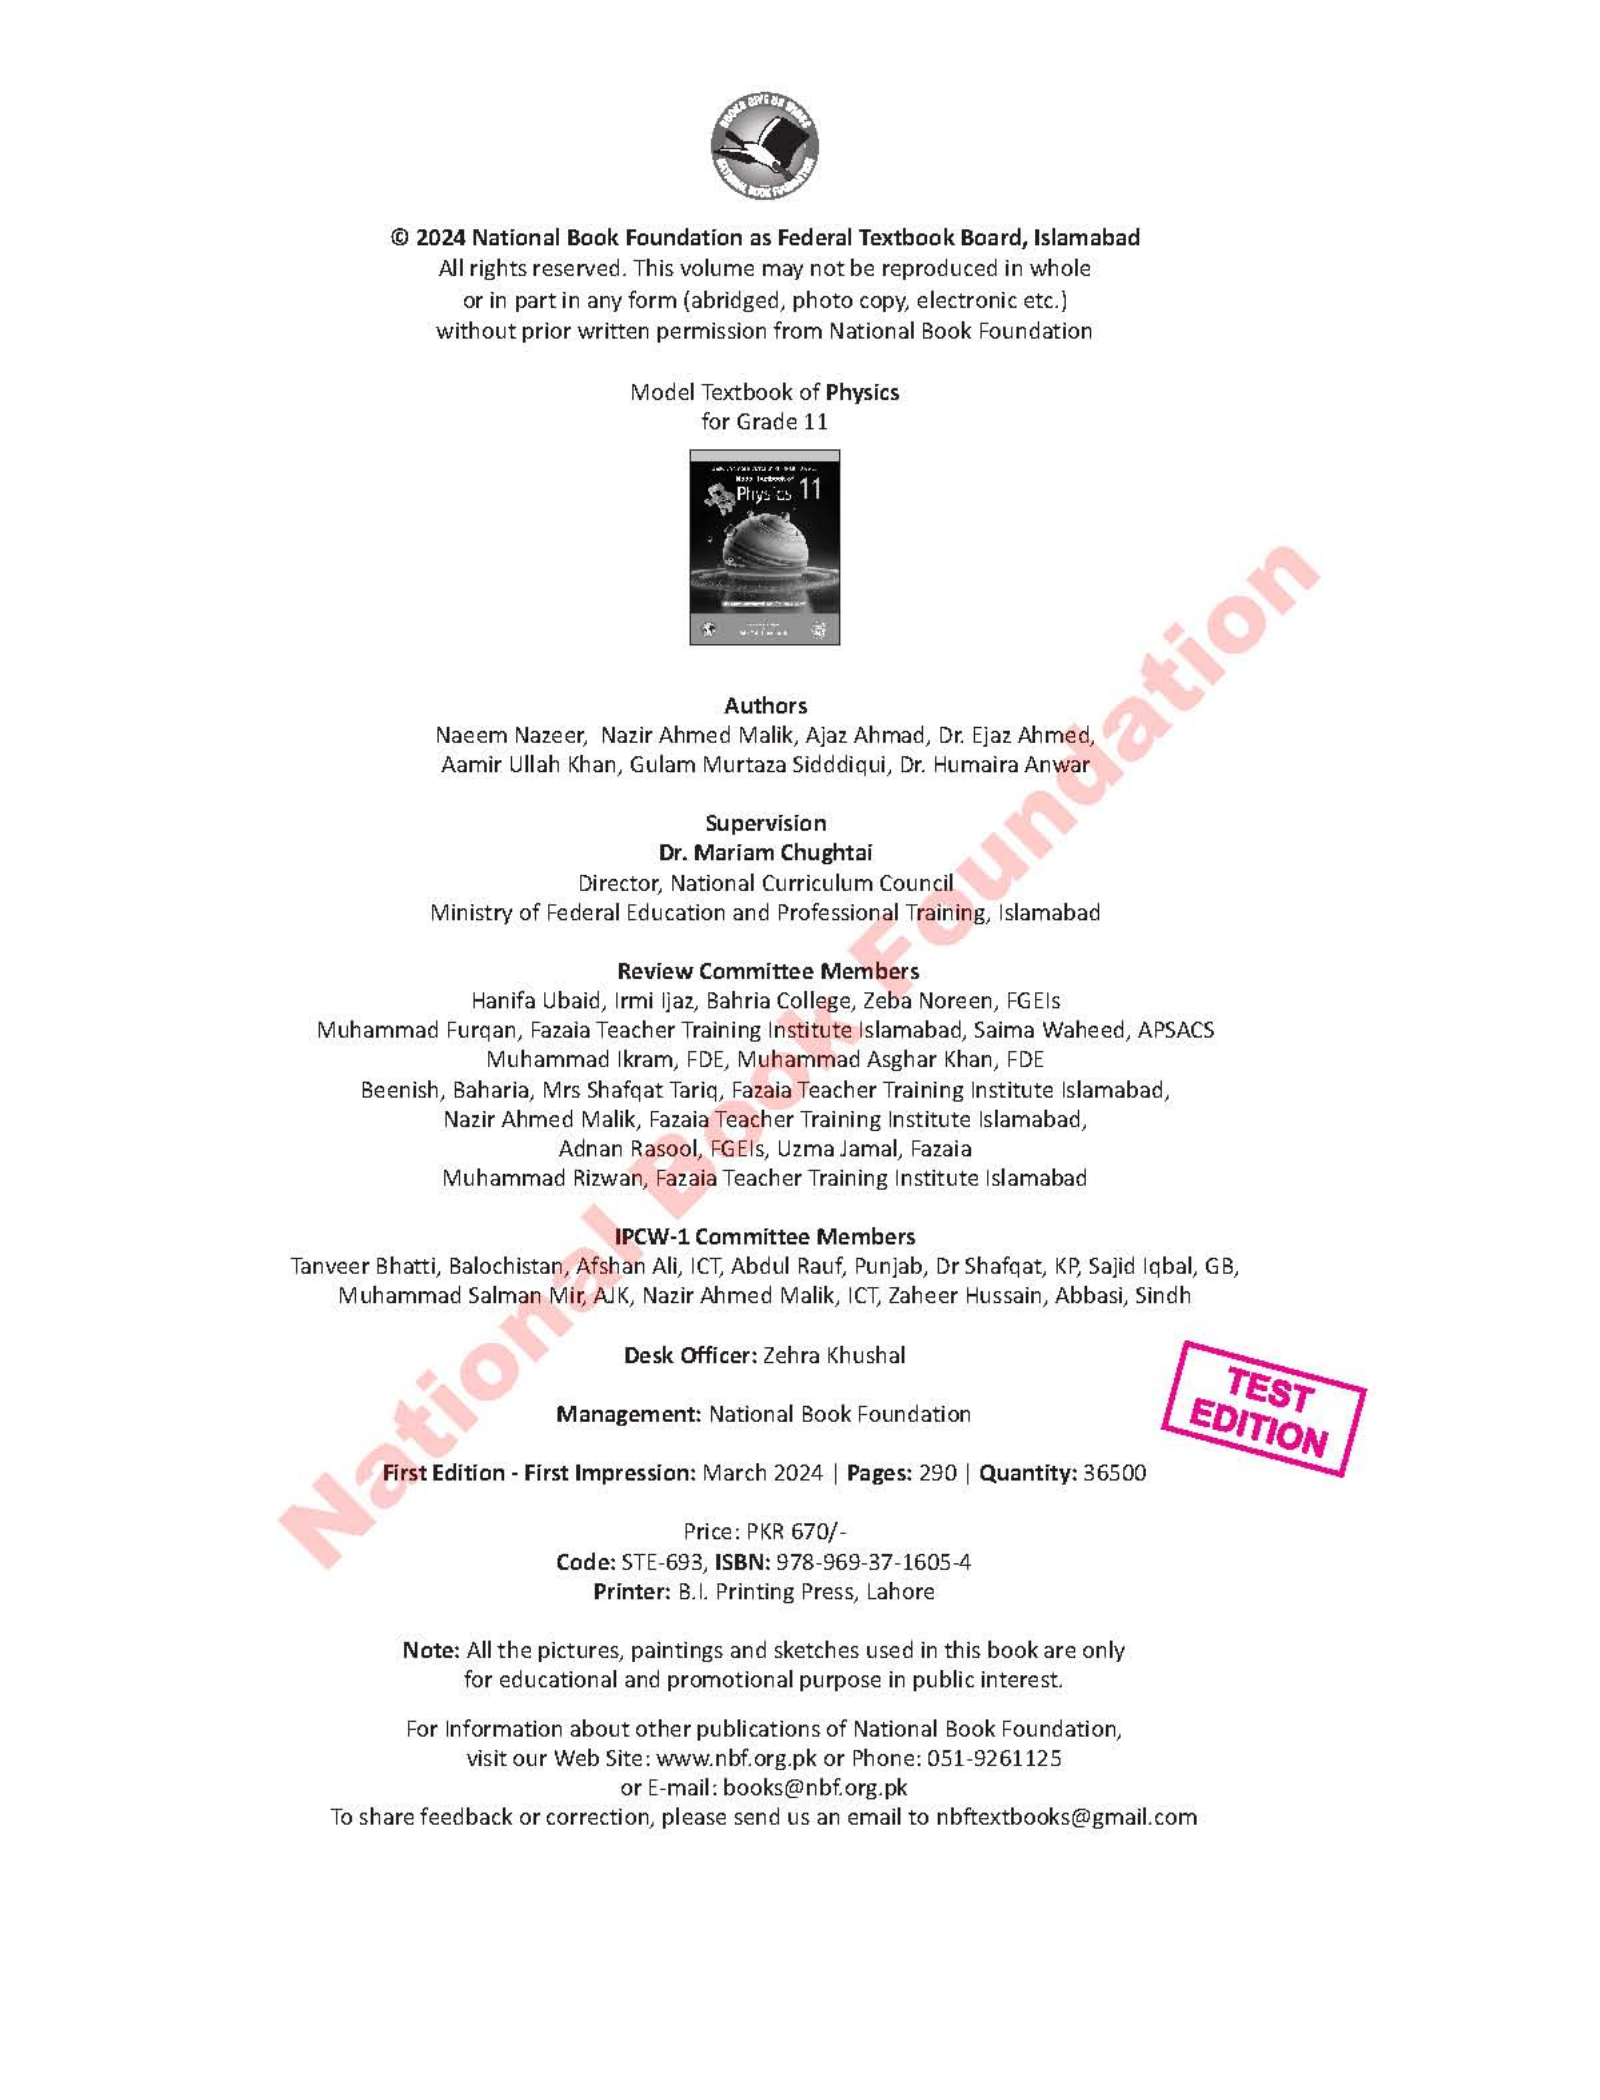 BOOKS GIVE US WINGS
NATIONAL BOOK FOUNDATION
© 2024 National Book Foundation as Federal Textbook Board, Islamabad
All rights reserved. This volume may not be reproduced in whole
or in part in any form (abridged, photo copy, electronic etc.)
without prior written permission from National Book Foundation
Model Textbook of Physics
for Grade 11
Model Textbook of
Physics 11
Authors
Naeem Nazeer, Nazir Ahmed Malik, Ajaz Ahmad, Dr. Ejaz Ahmed,
Aamir Ullah Khan, Gulam Murtaza Sidddiqui, Dr. Humaira Anwar
Supervision
Dr. Mariam Chughtai
Director, National Curriculum Council
Ministry of Federal Education and Professional Training, Islamabad
Review Committee Members
Hanifa Ubaid, Irmi Ijaz, Bahria College, Zeba Noreen, FGEIs
Muhammad Furqan, Fazaia Teacher Training Institute Islamabad, Saima Waheed, APSACS
Muhammad Ikram, FDE, Muhammad Asghar Khan, FDE
Beenish, Baharia, Mrs Shafqat Tariq, Fazaia Teacher Training Institute Islamabad,
Nazir Ahmed Malik, Fazaia Teacher Training Institute Islamabad,
Adnan Rasool, FGEIs, Uzma Jamal, Fazaia
Muhammad Rizwan, Fazaia Teacher Training Institute Islamabad
IPCW-1 Committee Members
Tanveer Bhatti, Balochistan, Afshan Ali, ICT, Abdul Rauf, Punjab, Dr Shafqat, KP, Sajid Iqbal, GB,
Muhammad Salman Mir, AJK, Nazir Ahmed Malik, ICT, Zaheer Hussain, Abbasi, Sindh
Desk Officer: Zehra Khushal
TEST
EDITION
Management: National Book Foundation
First Edition - First Impression: March 2024 | Pages: 290 | Quantity: 36500
Price: PKR 670/-
Code: STE-693, ISBN: 978-969-37-1605-4
Printer: B.I. Printing Press, Lahore
Note: All the pictures, paintings and sketches used in this book are only
for educational and promotional purpose in public interest.
For Information about other publications of National Book Foundation,
visit our Web Site: www.nbf.org.pk or Phone: 051-9261125
or E-mail: books@nbf.org.pk
To share feedback or correction, please send us an email to nbftextbooks@gmail.com
National Book Foundation